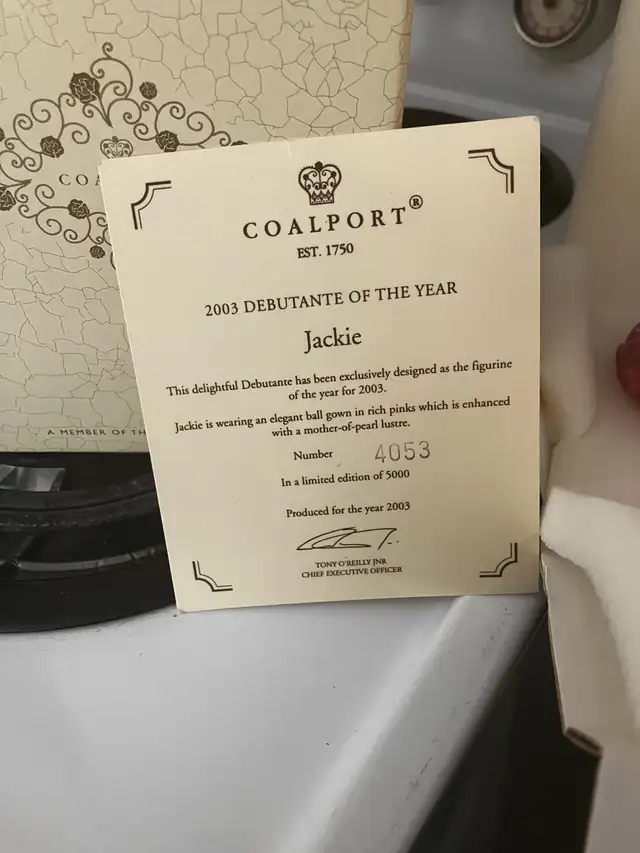 COA
A MEMBER OF TH
COALPORT®
EST. 1750
2003 DEBUTANTE OF THE YEAR
Jackie
This delightful Debutante has been exclusively designed as the figurine
of the year for 2003.
Jackie is wearing an elegant ball gown in rich pinks which is enhanced
with a mother-of-pearl lustre.
Number 4053
In a limited edition of 5000
Produced for the year 2003
TONY O'REILLY JNR
CHIEF EXECUTIVE OFFICER